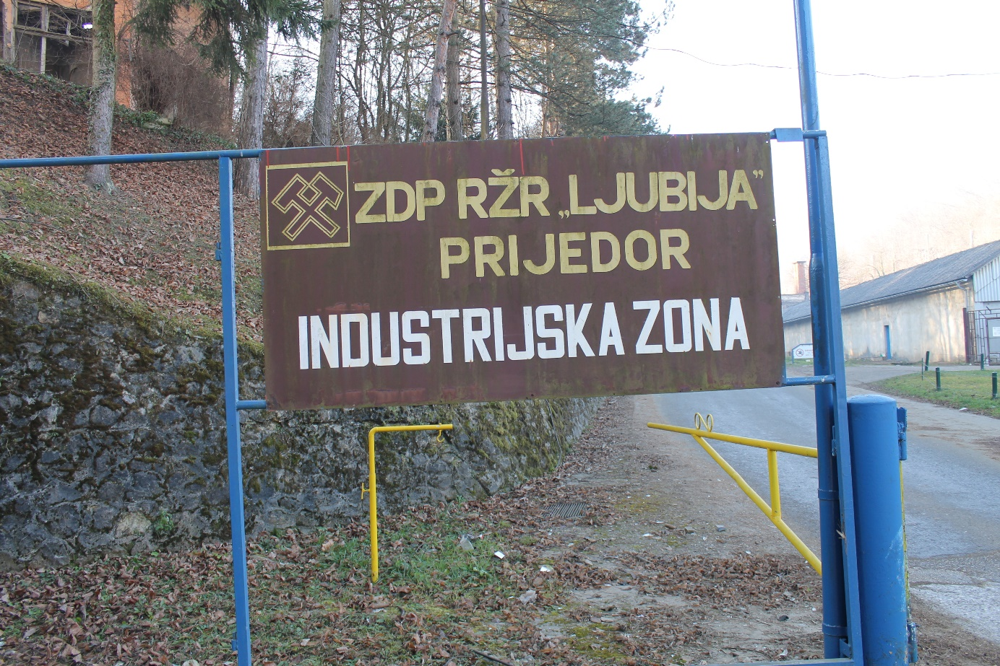 ZDP RŽR „LJUBIJA”
PRIJEDOR
INDUSTRIJSKA ZONA